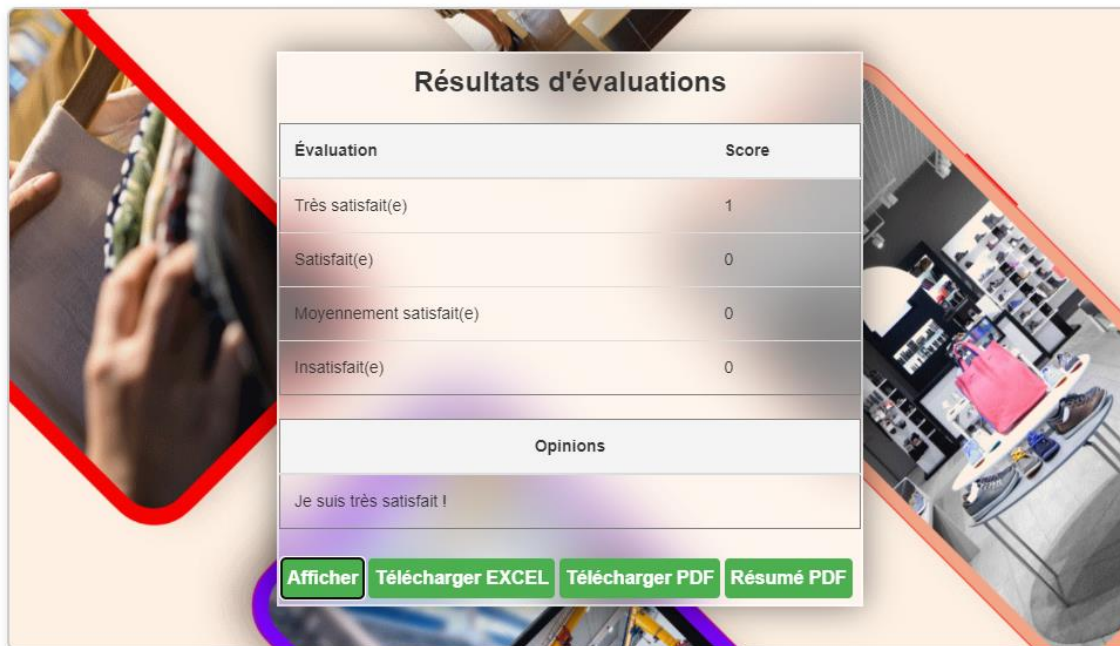 Résultats d'évaluations
Évaluation Score
Très satisfait(e) 1
Satisfait(e) 0
Moyennement satisfait(e) 0
Insatisfait(e) 0
Opinions
Je suis très satisfait !
Afficher Télécharger EXCEL Télécharger PDF Résumé PDF